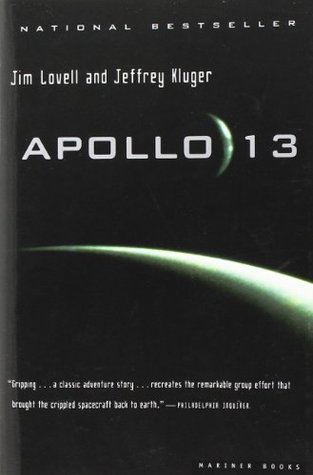 NATIONAL BESTSELLER
Jim Lovell and Jeffrey Kluger
APOLLO 13
"Gripping . . . a classic adventure story . . . recreates the remarkable group effort that
brought the crippled spacecraft back to earth." — PHILADELPHIA INQUIRER
MARINER BOOKS